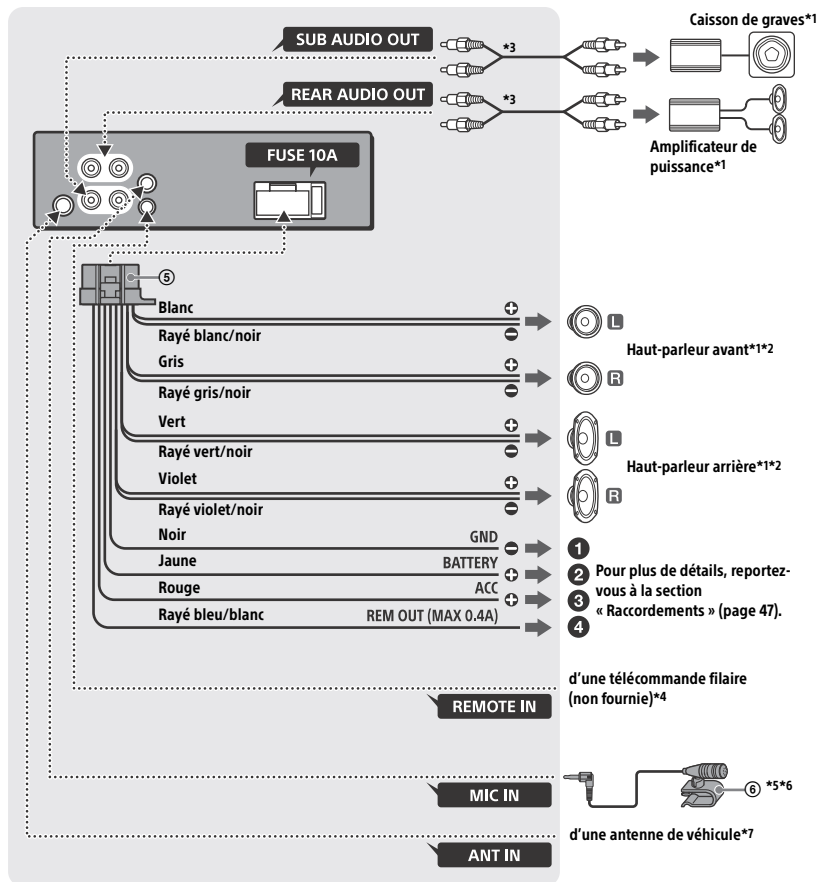 Caisson de graves*1
SUB AUDIO OUT
*3
REAR AUDIO OUT
*3
Amplificateur de
puissance*1
FUSE 10A
⑤
Blanc
Rayé blanc/noir
L
Haut-parleur avant*1*2
Gris
Rayé gris/noir
R
Vert
Rayé vert/noir
L
Haut-parleur arrière*1*2
Violet
Rayé violet/noir
R
Noir GND ❶
Jaune BATTERY ❷
Rouge ACC ❸
Rayé bleu/blanc REM OUT (MAX 0.4A) ❹
Pour plus de détails, reportez-
vous à la section
« Raccordements » (page 47).
d'une télécommande filaire
(non fournie)*4
REMOTE IN
MIC IN
⑥ *5*6
d'une antenne de véhicule*7
ANT IN